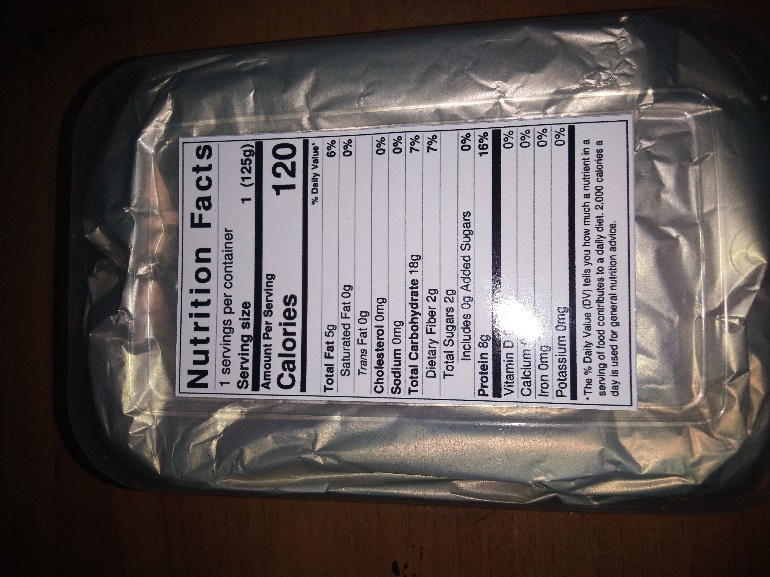 Nutrition Facts
1 servings per container
Serving size 1 (125g)
Amount Per Serving
Calories 120
% Daily Value*
Total Fat 5g 6%
Saturated Fat 0g 0%
Trans Fat 0g
Cholesterol 0mg 0%
Sodium 0mg 0%
Total Carbohydrate 18g 7%
Dietary Fiber 2g 7%
Total Sugars 2g
Includes 0g Added Sugars 0%
Protein 8g 16%
Vitamin D 0%
Calcium 0%
Iron 0mg 0%
Potassium 0mg 0%
*The % Daily Value (DV) tells you how much a nutrient in a
serving of food contributes to a daily diet. 2,000 calories a
day is used for general nutrition advice.